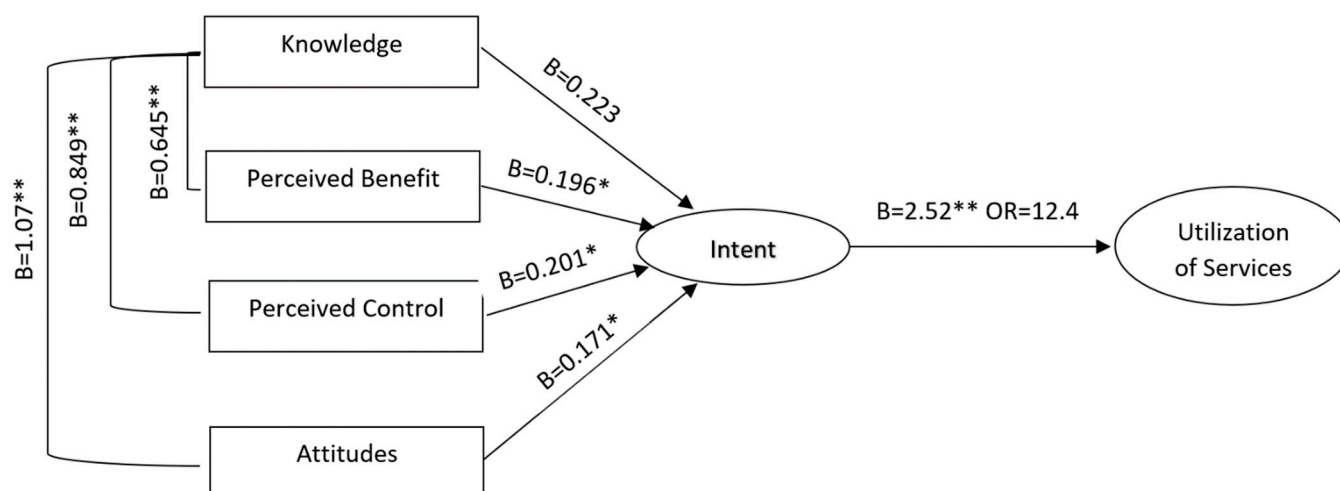 Knowledge
B=0.223
B=0.645**
B=0.849**
B=1.07**
Perceived Benefit
B=0.196*
Perceived Control
B=0.201*
Attitudes
B=0.171*
Intent
B=2.52** OR=12.4
Utilization
of Services